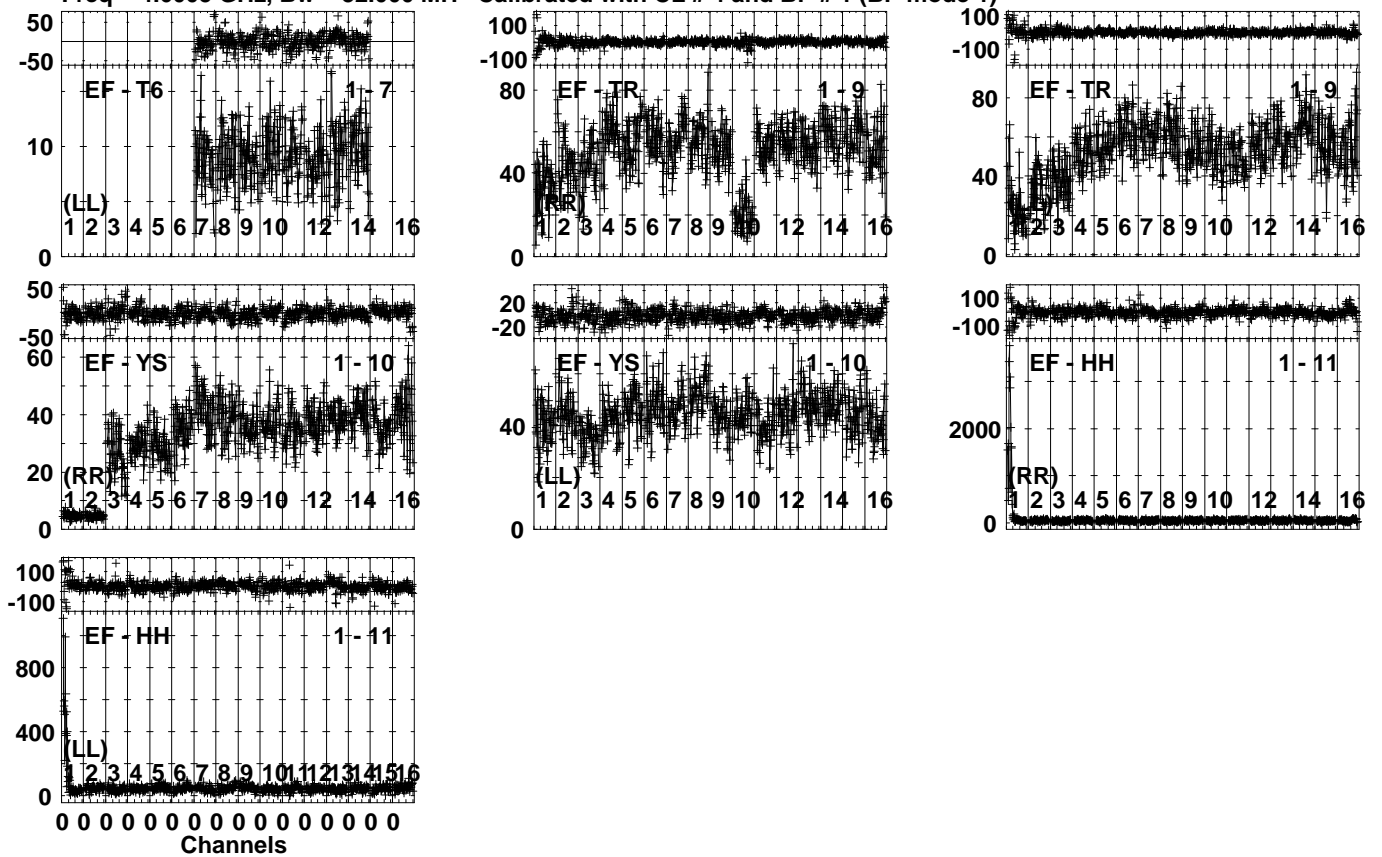 50
-50
EF - T6 1 - 7
10
(LL)
1 2 3 4 5 6 7 8 9 10 12 14 16
0
100
-100
80
EF - TR 1 - 9
40
(RR)
1 2 3 4 5 6 7 8 9 10 12 14 16
0
100
-100
80
EF - TR 1 - 9
40
2 3 4 5 6 7 8 9 10 12 14 16
0
50
-50
60
EF - YS 1 - 10
40
20
(RR)
1 2 3 4 5 6 7 8 9 10 12 14 16
0
20
-20
EF - YS 1 - 10
40
(LL)
1 2 3 4 5 6 7 8 9 10 12 14 16
0
100
-100
EF - HH 1 - 11
2000
(RR)
1 2 3 4 5 6 7 8 9 10 12 14 16
0
100
-100
EF - HH 1 - 11
800
400
(LL)
1 2 3 4 5 6 7 8 9 10 11 12 13 14 15 16
0
0 0 0 0 0 0 0 0 0 0 0 0 0 0 0 0
Channels